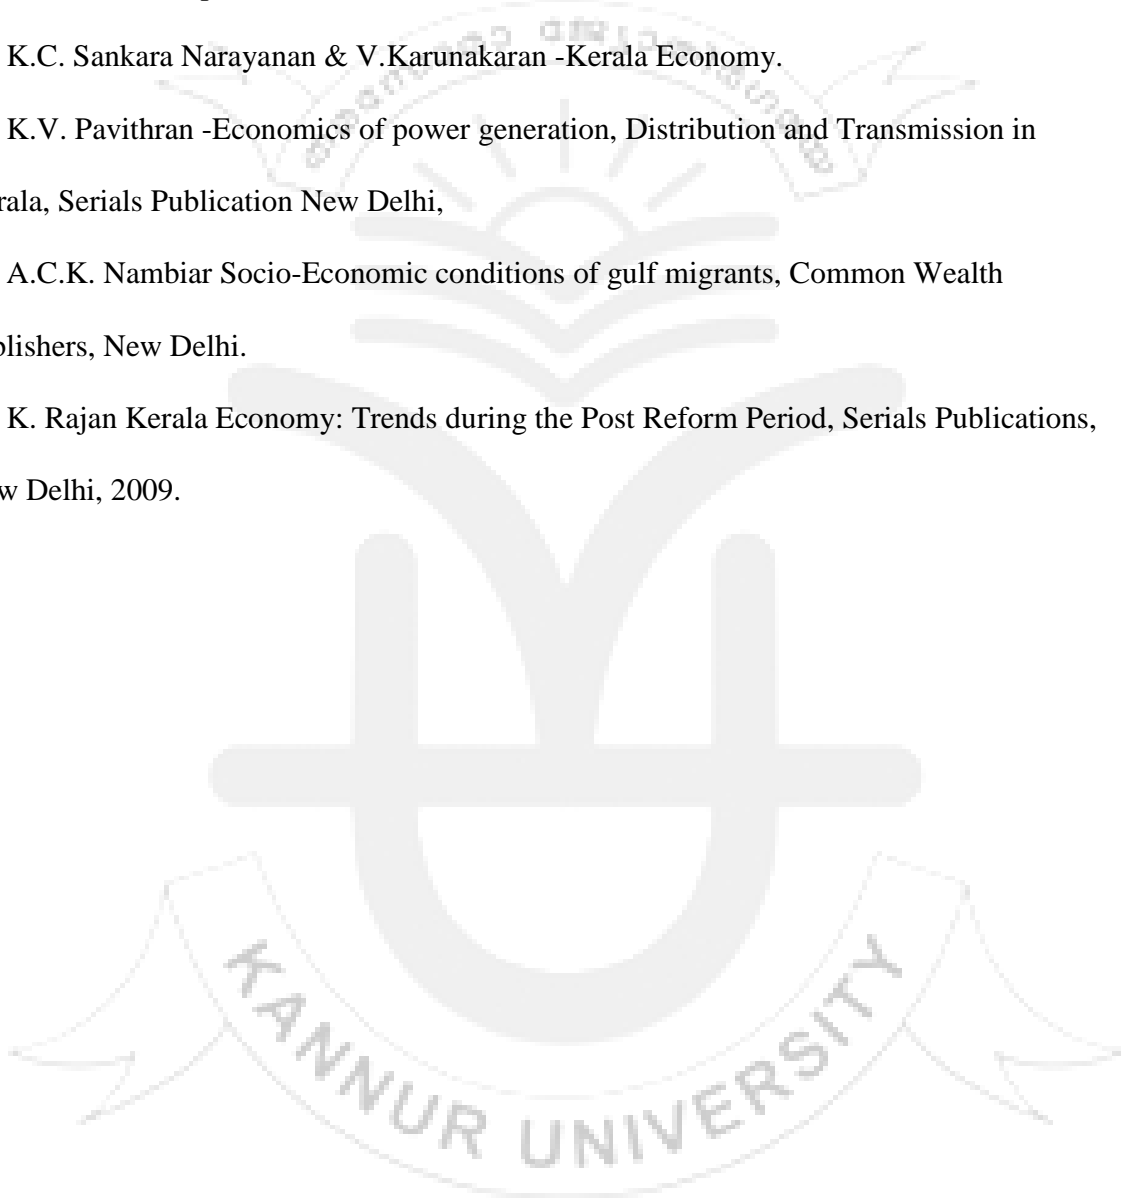 K.C. Sankara Narayanan & V.Karunakaran -Kerala Economy.
K.V. Pavithran -Economics of power generation, Distribution and Transmission in
rala, Serials Publication New Delhi,
A.C.K. Nambiar Socio-Economic conditions of gulf migrants, Common Wealth
blishers, New Delhi.
K. Rajan Kerala Economy: Trends during the Post Reform Period, Serials Publications,
w Delhi, 2009.
KANNUR UNIVERSITY